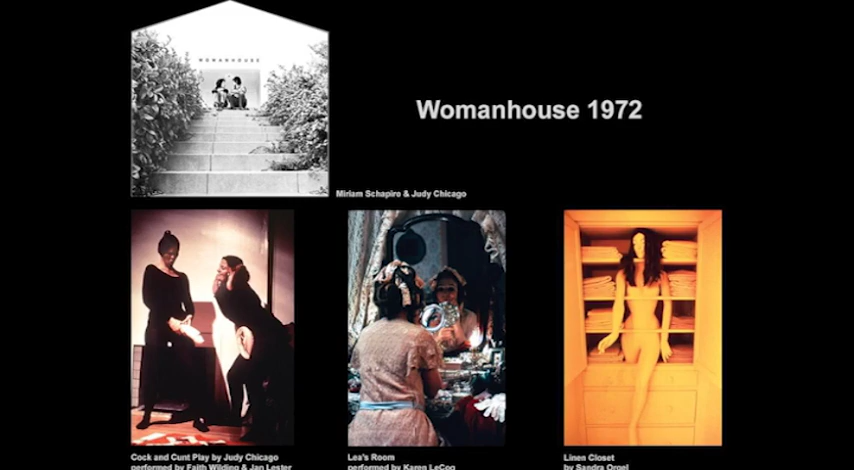 WOMANHOUSE
Womanhouse 1972
Miriam Schapiro & Judy Chicago
Cock and Cunt Play by Judy Chicago
performed by Faith Wilding & Jan Lester
Lea's Room
performed by Karen LeCoq
Linen Closet
by Sandra Orgel